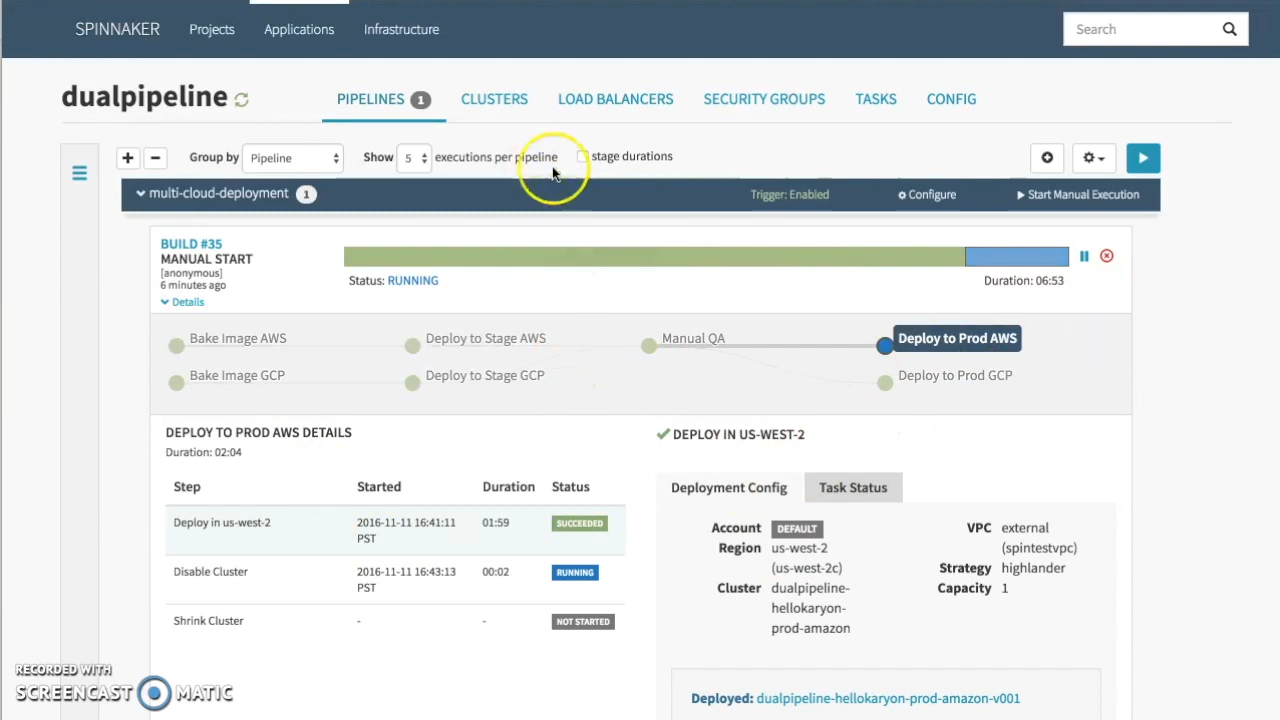 SPINNAKER Projects Applications Infrastructure Search
dualpipeline PIPELINES 1 CLUSTERS LOAD BALANCERS SECURITY GROUPS TASKS CONFIG
Group by Pipeline Show 5 executions per pipeline stage durations
multi-cloud-deployment 1 Trigger: Enabled Configure Start Manual Execution
BUILD #35
MANUAL START
[anonymous]
6 minutes ago
Details
Status: RUNNING Duration: 06:53
Bake Image AWS Deploy to Stage AWS Manual QA Deploy to Prod AWS
Bake Image GCP Deploy to Stage GCP Deploy to Prod GCP
DEPLOY TO PROD AWS DETAILS
Duration: 02:04
Step Started Duration Status
Deploy in us-west-2 2016-11-11 16:41:11 PST 01:59 SUCCEEDED
Disable Cluster 2016-11-11 16:43:13 PST 00:02 RUNNING
Shrink Cluster - - NOT STARTED
DEPLOY IN US-WEST-2
Deployment Config Task Status
Account DEFAULT
Region us-west-2
(us-west-2c)
Cluster dualpipeline-
hellokaryon-
prod-amazon
VPC external
(spintestvpc)
Strategy highlander
Capacity 1
Deployed: dualpipeline-hellokaryon-prod-amazon-v001
RECORDED WITH
SCREENCAST MATIC